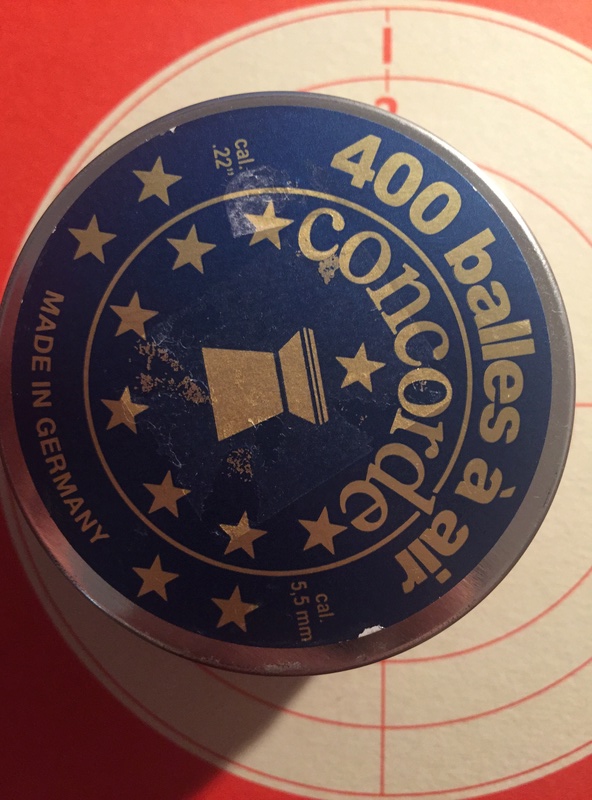 400 balles à air
concorde
cal.
.22"
cal.
5,5 mm
MADE IN GERMANY